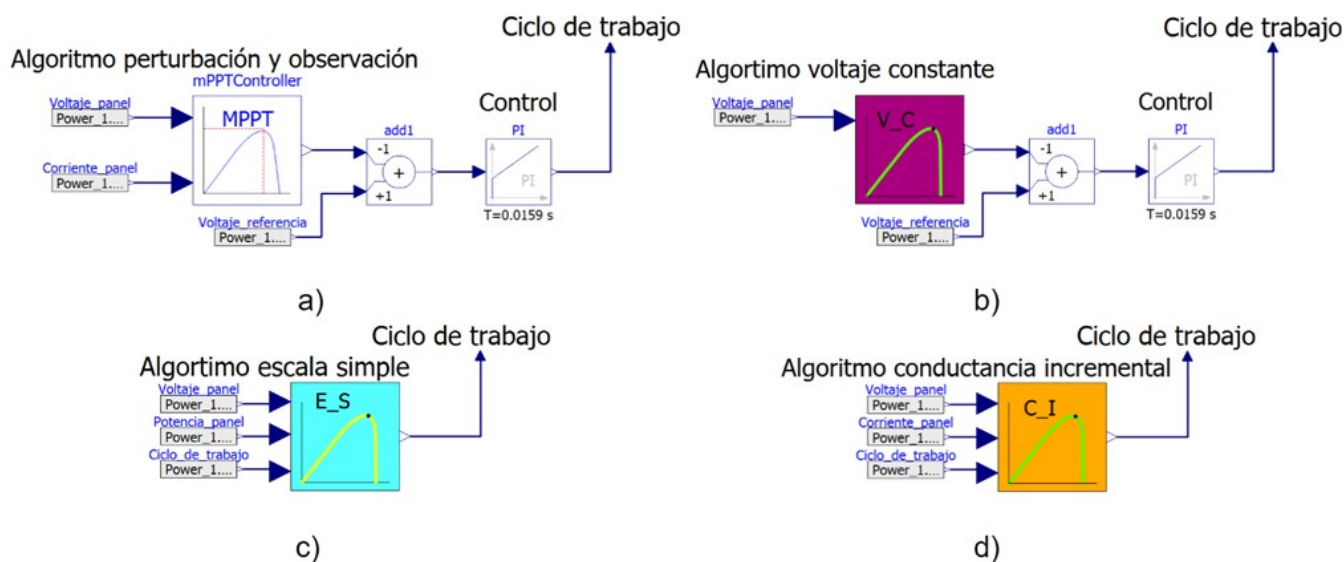 Ciclo de trabajo
Algoritmo perturbación y observación
mPPTController
Voltaje_panel
Power_1....
MPPT
Control
add1
PI
-1
+
+1
PI
Corriente_panel
Power_1....
T=0.0159 s
Voltaje_referencia
Power_1....
a)
Ciclo de trabajo
Algortimo voltaje constante
Voltaje_panel
Power_1....
V_C
Control
add1
PI
-1
+
+1
PI
T=0.0159 s
Voltaje_referencia
Power_1....
b)
Ciclo de trabajo
Algortimo escala simple
Voltaje_panel
Power_1....
E_S
Potencia_panel
Power_1....
Ciclo_de_trabajo
Power_1....
c)
Ciclo de trabajo
Algoritmo conductancia incremental
Voltaje_panel
Power_1....
C_I
Corriente_panel
Power_1....
Ciclo_de_trabajo
Power_1....
d)